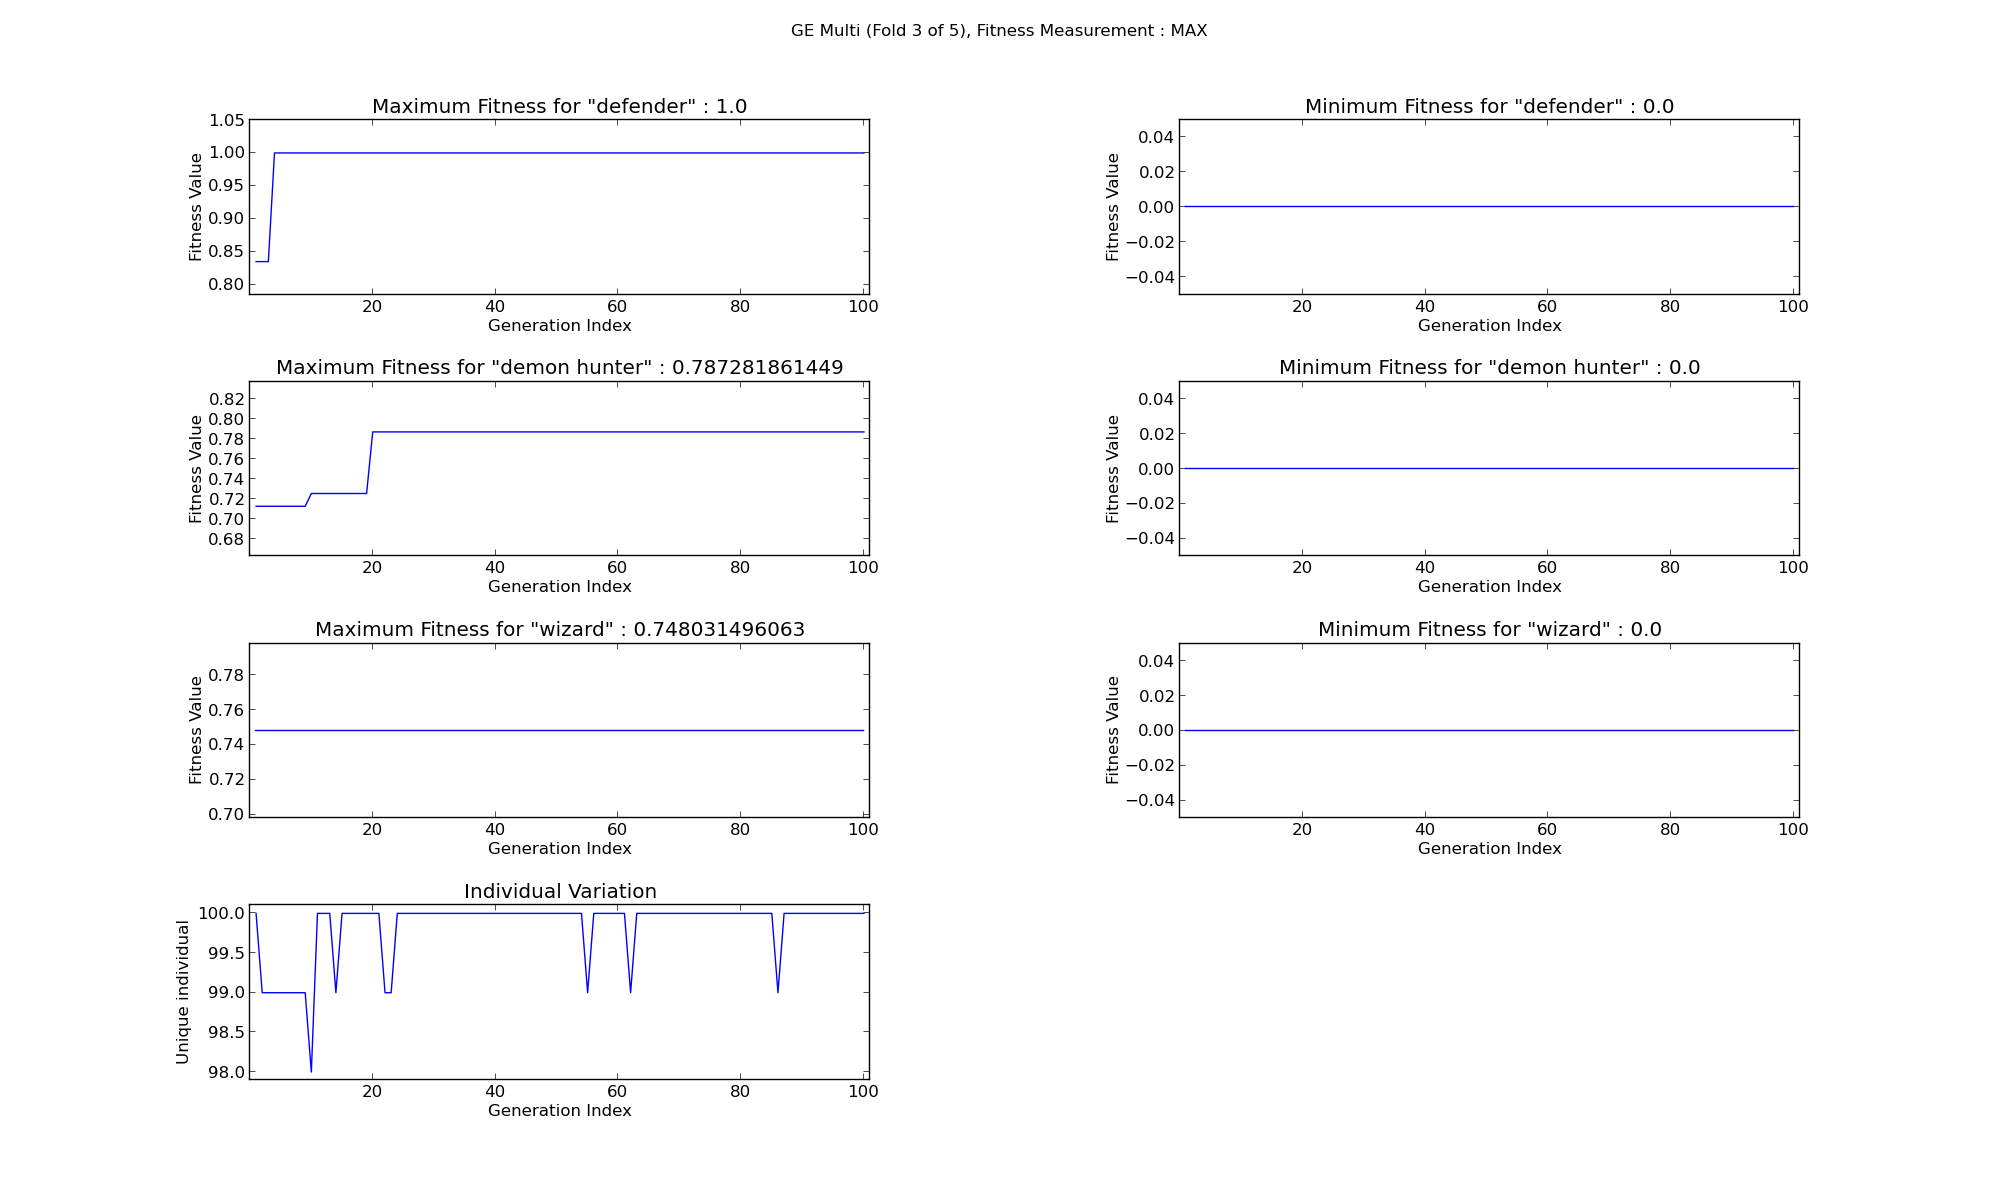 GE Multi (Fold 3 of 5), Fitness Measurement : MAX
Maximum Fitness for "defender" : 1.0
1.05
1.00
0.95
0.90
0.85
0.80
Fitness Value
20 40 60 80 100
Generation Index
Minimum Fitness for "defender" : 0.0
0.04
0.02
0.00
−0.02
−0.04
Fitness Value
20 40 60 80 100
Generation Index
Maximum Fitness for "demon hunter" : 0.787281861449
0.82
0.80
0.78
0.76
0.74
0.72
0.70
0.68
Fitness Value
20 40 60 80 100
Generation Index
Minimum Fitness for "demon hunter" : 0.0
0.04
0.02
0.00
−0.02
−0.04
Fitness Value
20 40 60 80 100
Generation Index
Maximum Fitness for "wizard" : 0.748031496063
0.78
0.76
0.74
0.72
0.70
Fitness Value
20 40 60 80 100
Generation Index
Minimum Fitness for "wizard" : 0.0
0.04
0.02
0.00
−0.02
−0.04
Fitness Value
20 40 60 80 100
Generation Index
Individual Variation
100.0
99.5
99.0
98.5
98.0
Unique individual
20 40 60 80 100
Generation Index